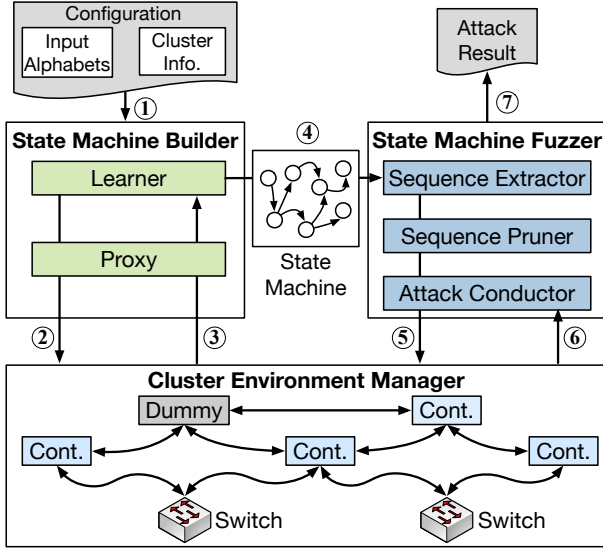 Configuration
Input
Alphabets
Cluster
Info.
Attack
Result
①
⑦
State Machine Builder
④
State Machine Fuzzer
Learner
Sequence Extractor
Proxy
Sequence Pruner
State
Machine
Attack Conductor
②
③
⑤
⑥
Cluster Environment Manager
Dummy
Cont.
Cont.
Cont.
Cont.
Switch
Switch